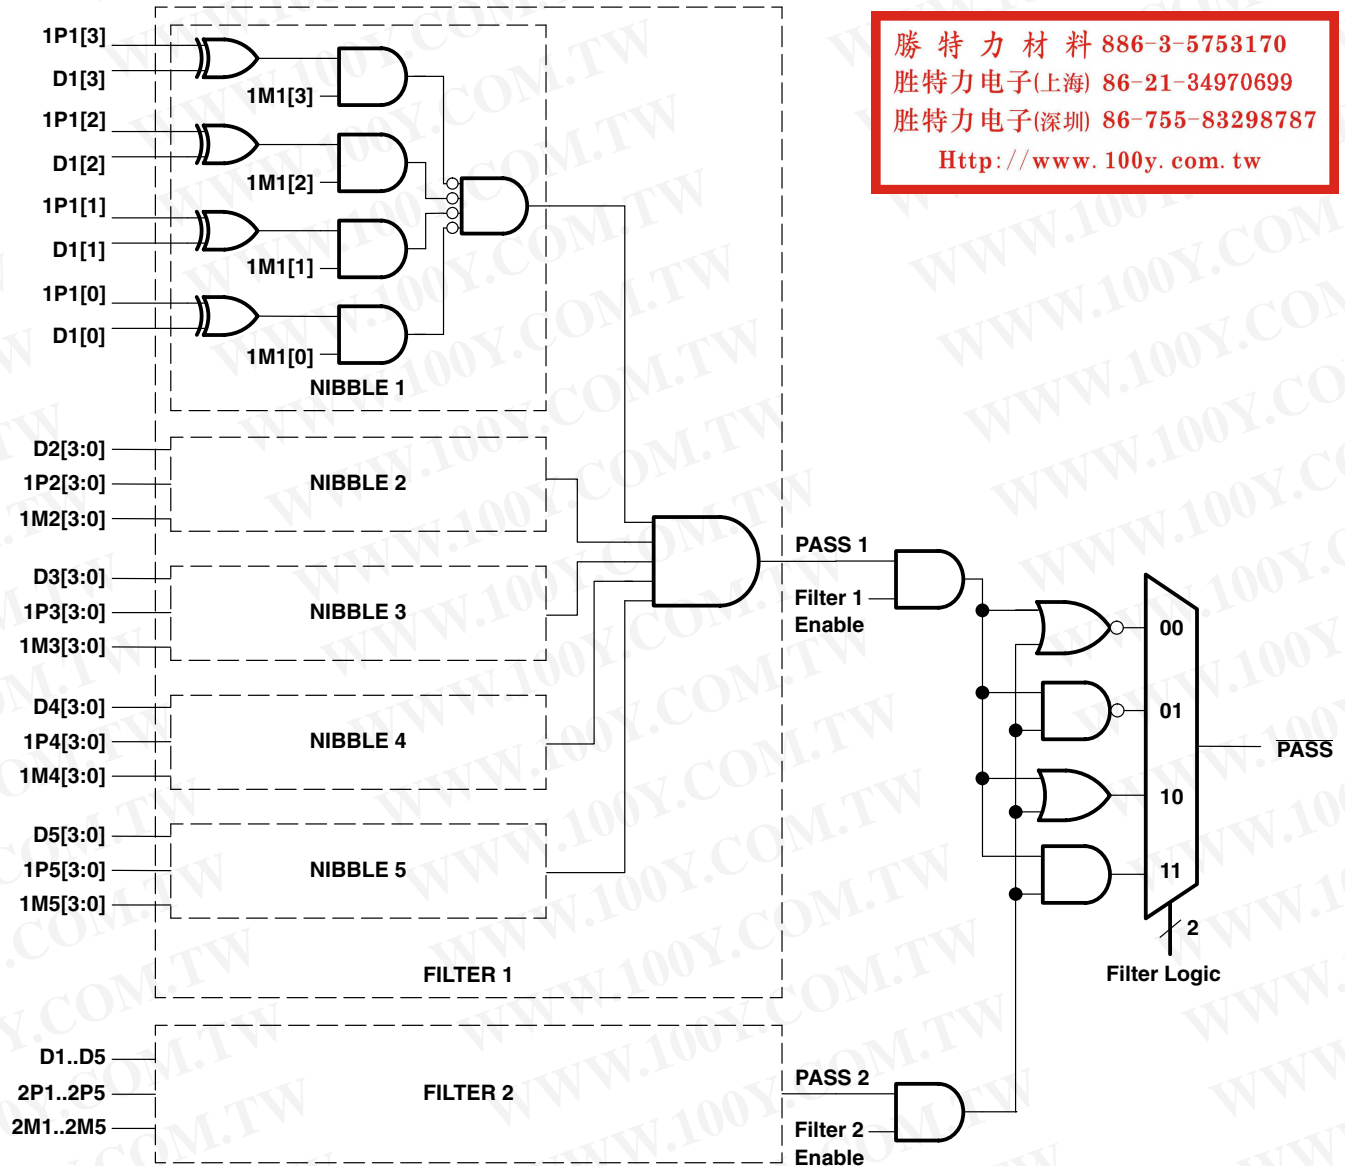 1P1[3]
D1[3]
1M1[3]
1P1[2]
D1[2]
1M1[2]
1P1[1]
D1[1]
1M1[1]
1P1[0]
D1[0]
1M1[0]
NIBBLE 1
D2[3:0]
1P2[3:0]
1M2[3:0]
NIBBLE 2
D3[3:0]
1P3[3:0]
1M3[3:0]
NIBBLE 3
D4[3:0]
1P4[3:0]
1M4[3:0]
NIBBLE 4
D5[3:0]
1P5[3:0]
1M5[3:0]
NIBBLE 5
FILTER 1
D1..D5
2P1..2P5
2M1..2M5
FILTER 2
PASS 1
Filter 1
Enable
PASS 2
Filter 2
Enable
00
01
10
11
2
Filter Logic
PASS
勝 特 力 材 料 886-3-5753170
胜特力电子(上海) 86-21-34970699
胜特力电子(深圳) 86-755-83298787
Http://www.100y.com.tw
WWW.100Y.COM.TW